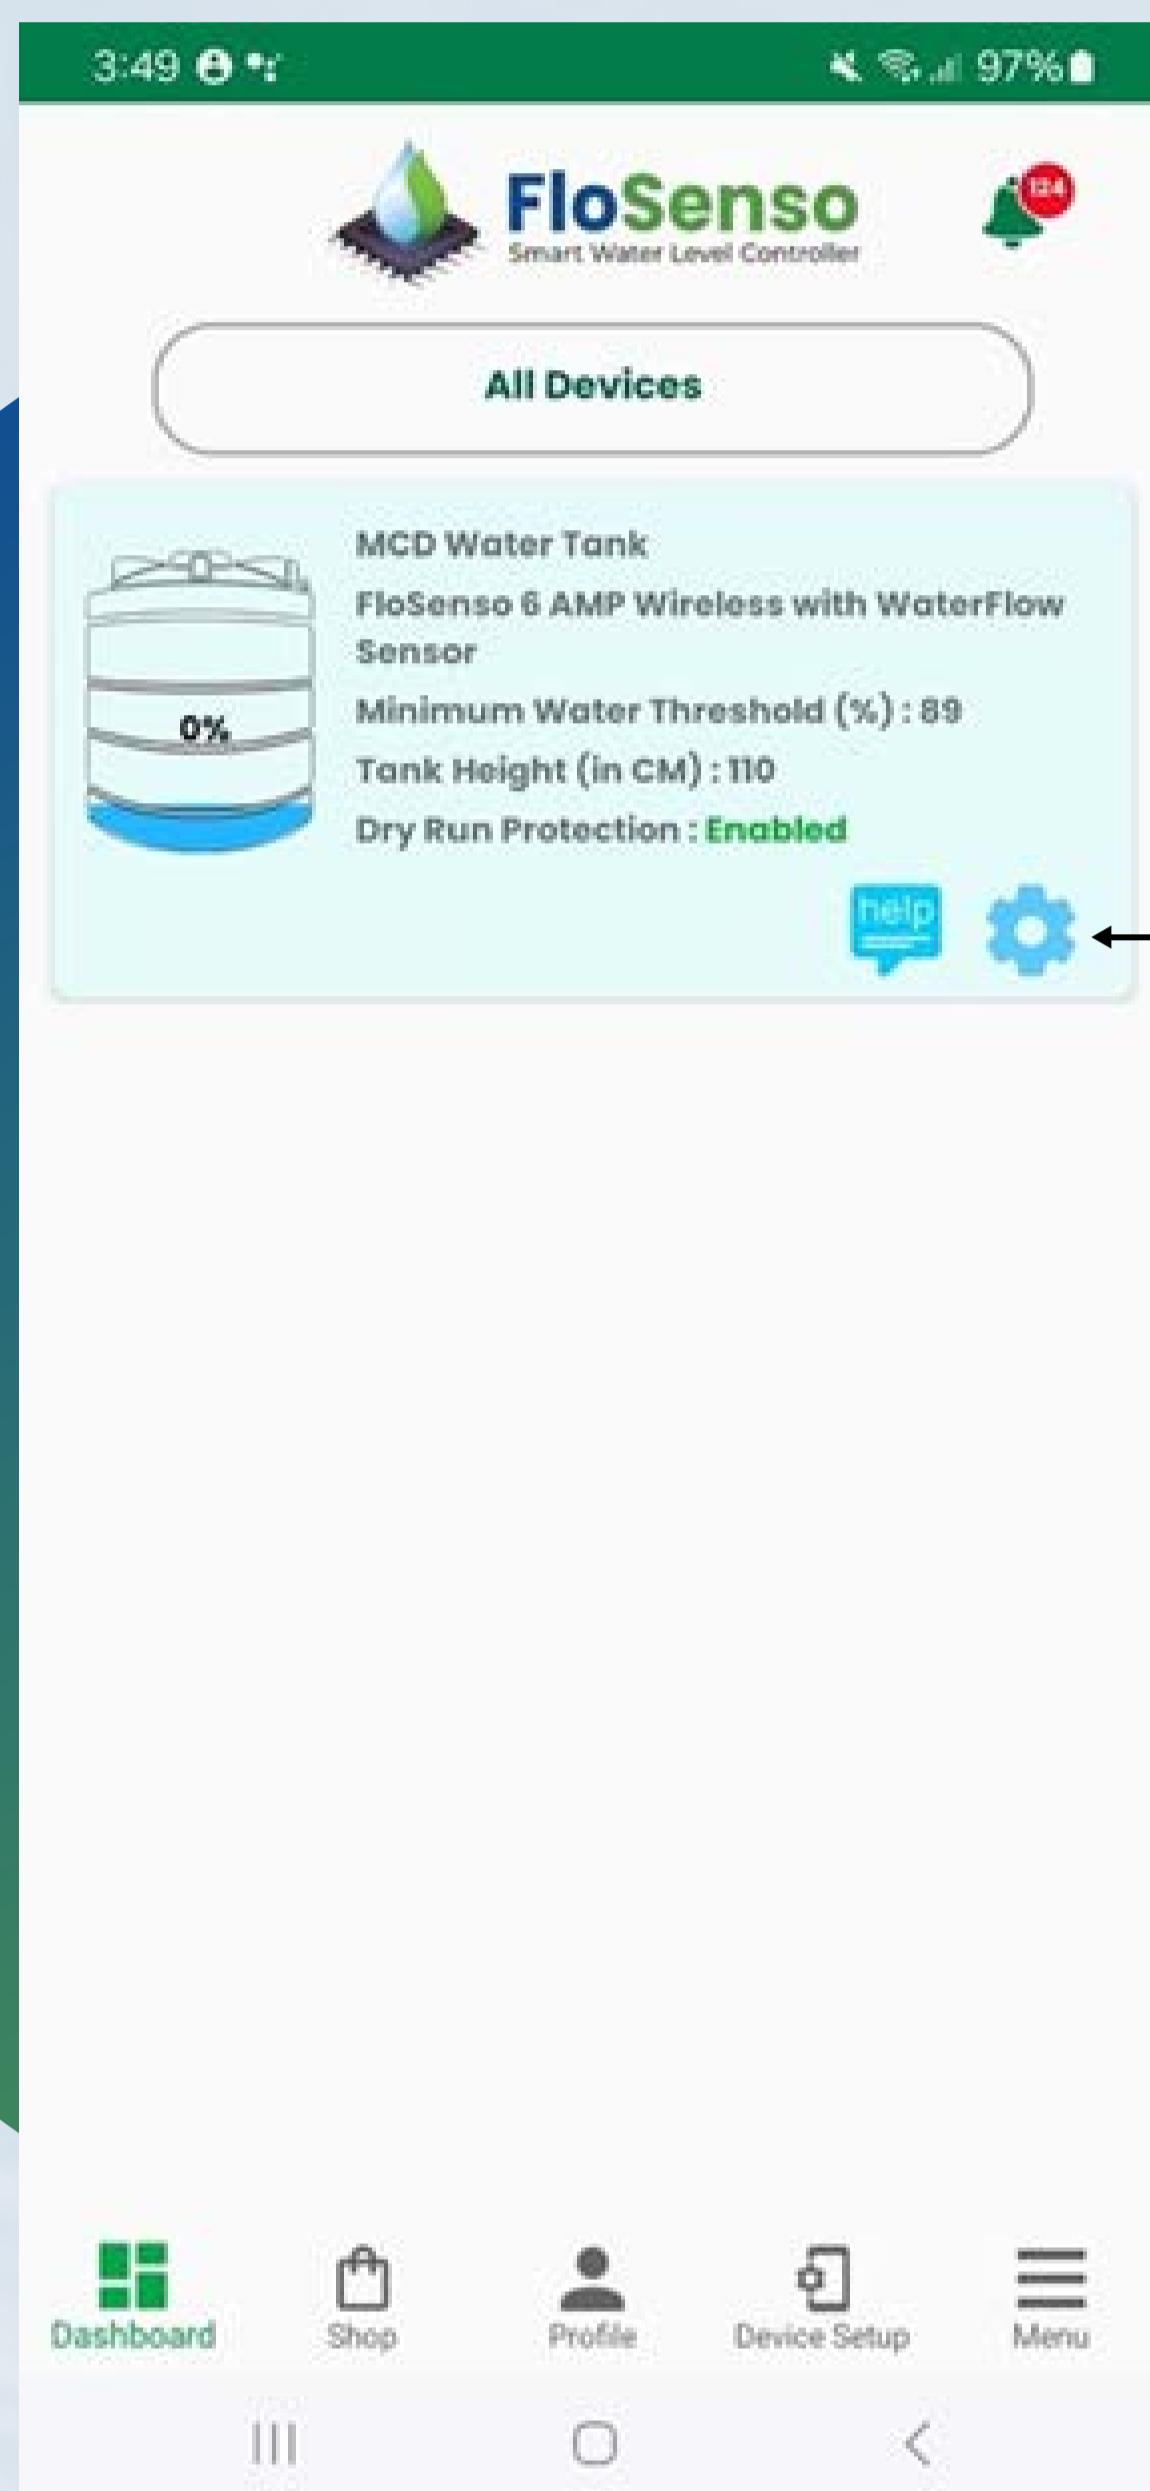 3:49
97%
FloSenso
Smart Water Level Controller
124
All Devices
MCD Water Tank
FloSenso 6 AMP Wireless with WaterFlow
Sensor
Minimum Water Threshold (%) : 89
0%
Tank Height (in CM) : 110
Dry Run Protection : Enabled
help
Dashboard
Shop
Profile
Device Setup
Menu